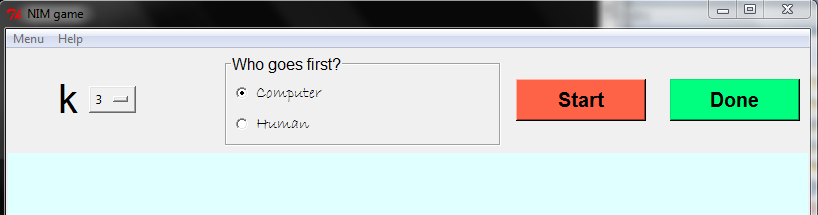 NIM game
Menu Help
Who goes first?
k 3
Computer
Human
Start
Done